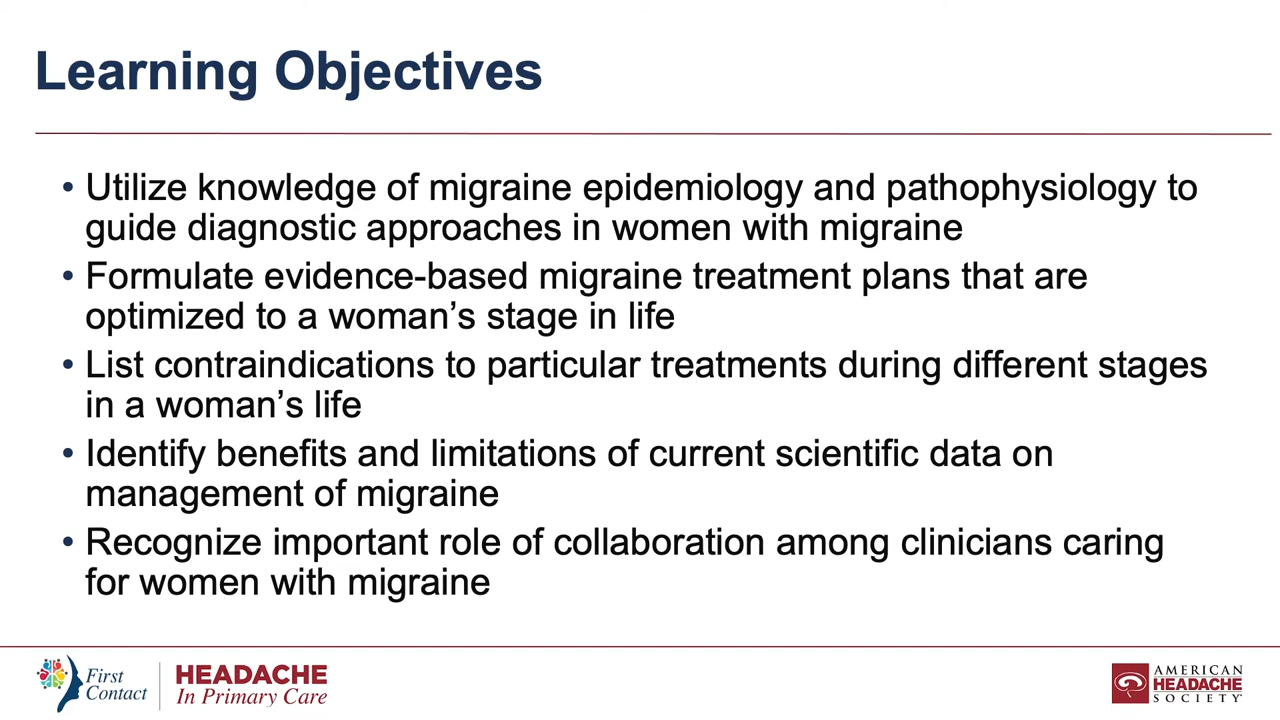 Learning Objectives
• Utilize knowledge of migraine epidemiology and pathophysiology to
guide diagnostic approaches in women with migraine
• Formulate evidence-based migraine treatment plans that are
optimized to a woman’s stage in life
• List contraindications to particular treatments during different stages
in a woman’s life
• Identify benefits and limitations of current scientific data on
management of migraine
• Recognize important role of collaboration among clinicians caring
for women with migraine
First
Contact
HEADACHE
In Primary Care
AMERICAN
HEADACHE
SOCIETY